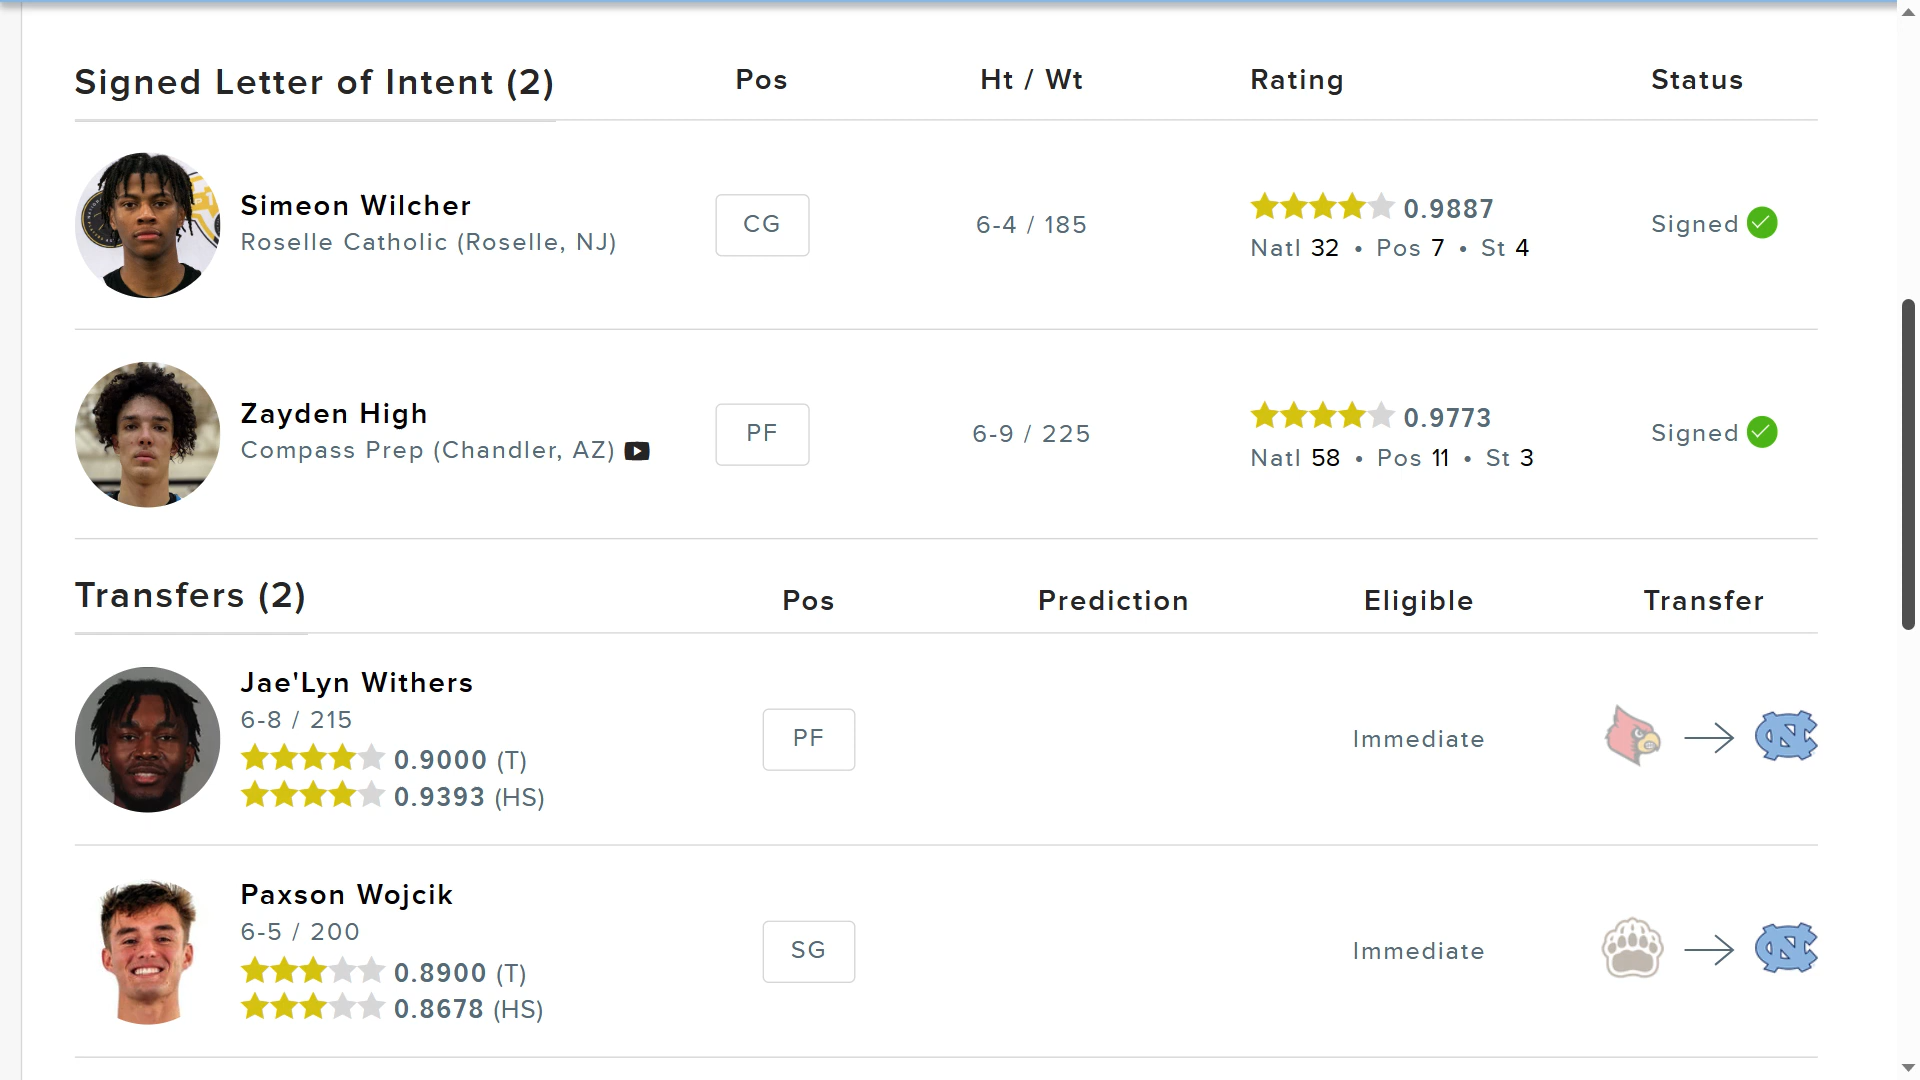 Signed Letter of Intent (2) Pos Ht / Wt Rating Status
Simeon Wilcher
Roselle Catholic (Roselle, NJ)
CG
6-4 / 185
0.9887
Natl 32 • Pos 7 • St 4
Signed
Zayden High
Compass Prep (Chandler, AZ)
PF
6-9 / 225
0.9773
Natl 58 • Pos 11 • St 3
Signed
Transfers (2) Pos Prediction Eligible Transfer
Jae'Lyn Withers
6-8 / 215
0.9000 (T)
0.9393 (HS)
PF
Immediate
NC
Paxson Wojcik
6-5 / 200
0.8900 (T)
0.8678 (HS)
SG
Immediate
NC